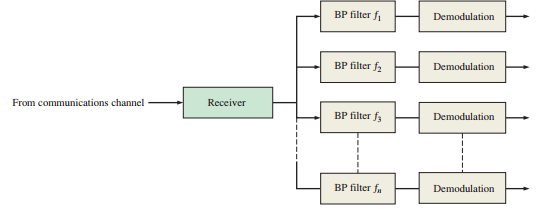 BP filter f₁ Demodulation
BP filter f₂ Demodulation
From communications channel Receiver BP filter f₃ Demodulation
BP filter fₙ Demodulation